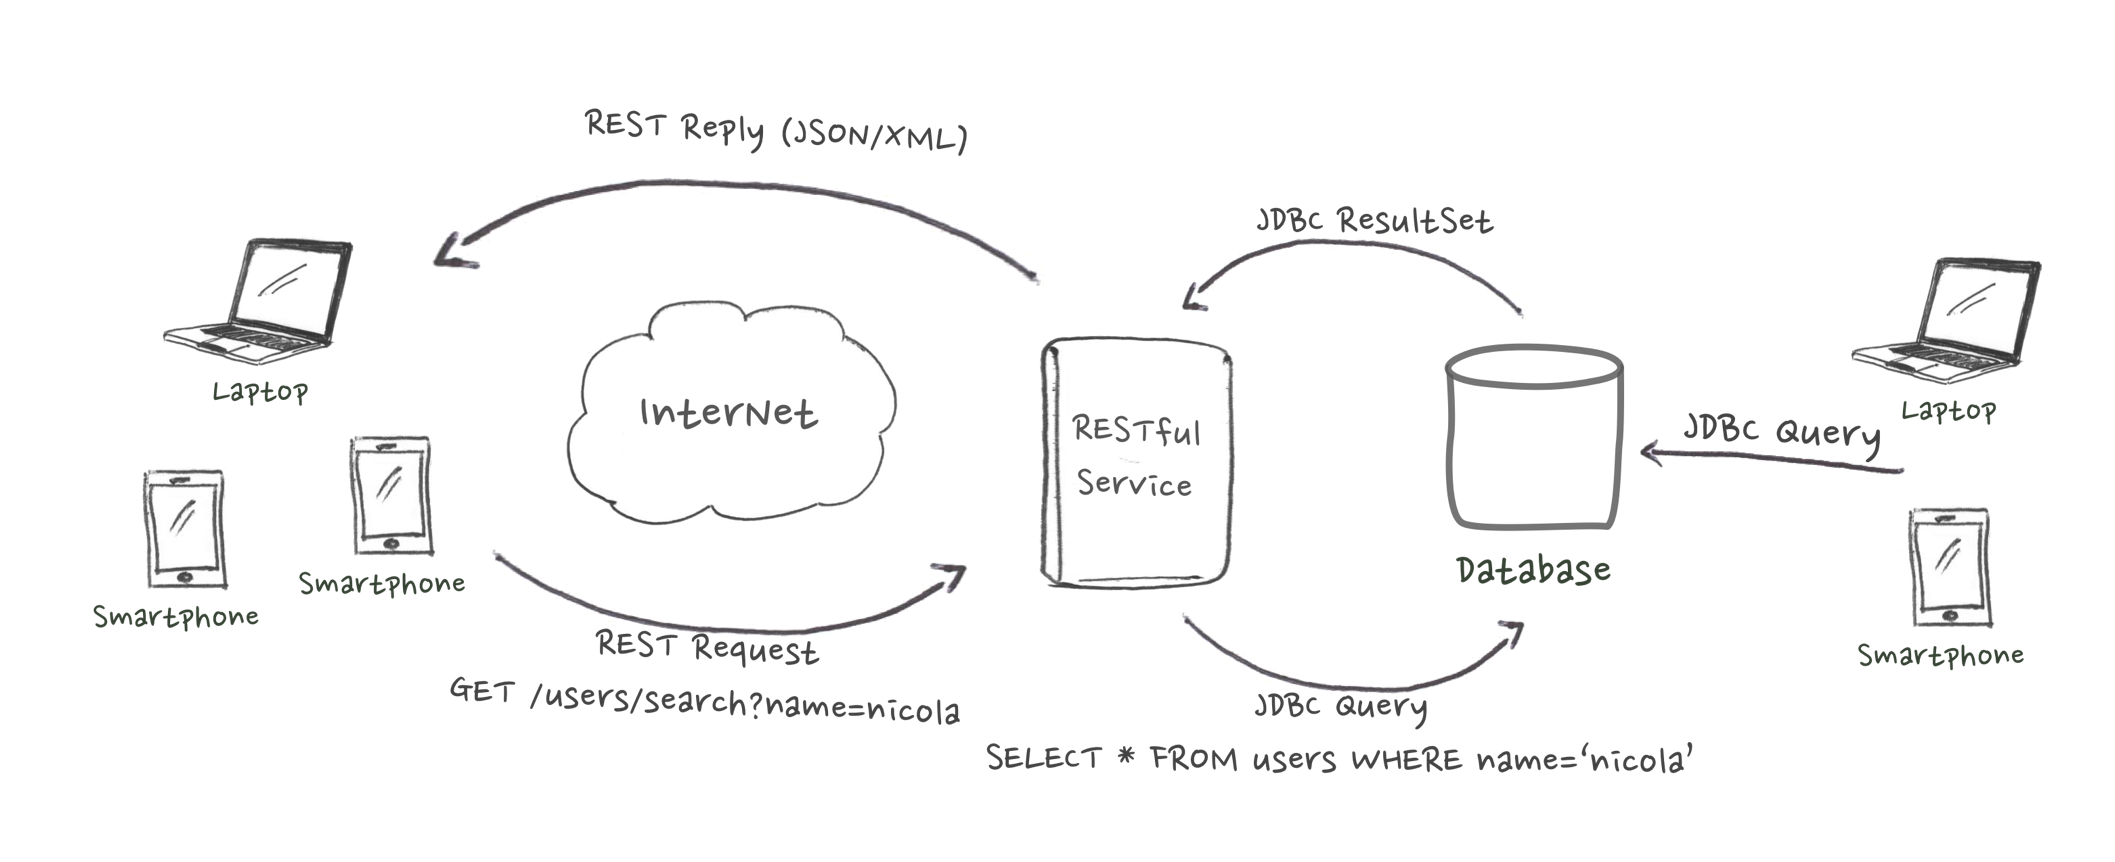 REST Reply (JSON/XML)
JDBC ResultSet
Laptop
InterNet
RESTful
Service
JDBC Query
Laptop
Smartphone
Smartphone
Database
Smartphone
REST Request
GET /users/search?name=nicola
JDBC Query
SELECT * FROM users WHERE name=‘nicola’